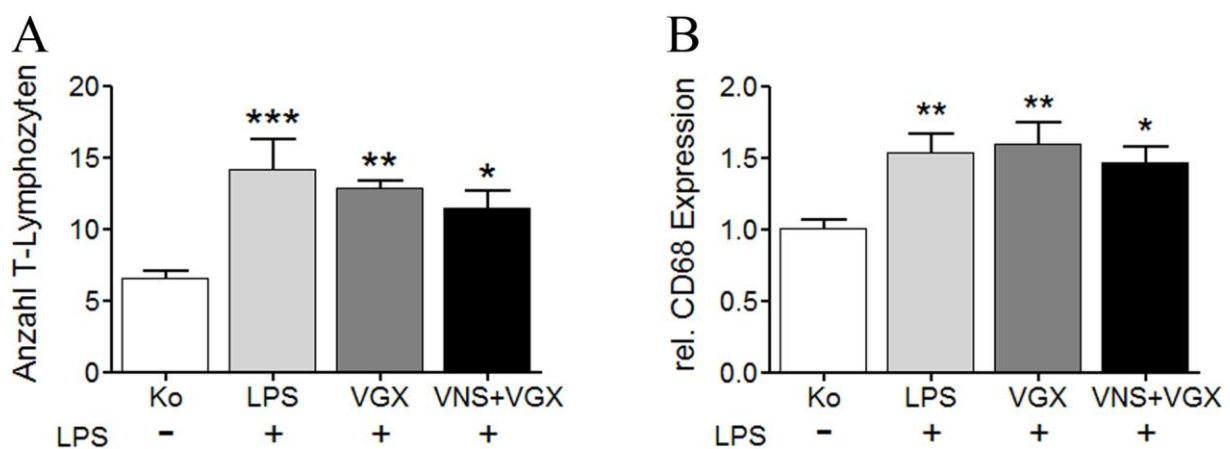 A
Anzahl T-Lymphozyten
20
15
10
5
0
***
**
*
Ko LPS VGX VNS+VGX
LPS - + + +
B
rel. CD68 Expression
2.0
1.5
1.0
0.5
0.0
**
**
*
Ko LPS VGX VNS+VGX
LPS - + + +